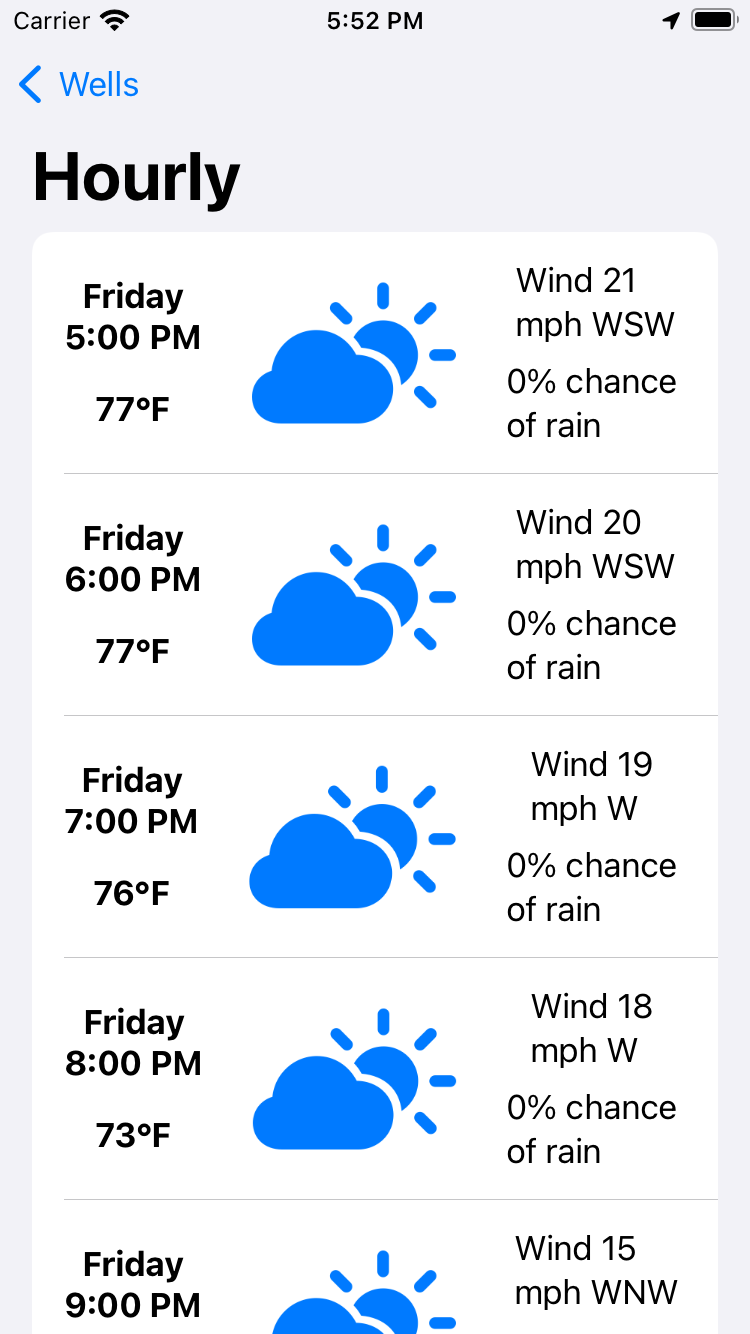 Carrier 5:52 PM
Wells
Hourly
Friday
5:00 PM
77°F
Wind 21
mph WSW
0% chance
of rain
Friday
6:00 PM
77°F
Wind 20
mph WSW
0% chance
of rain
Friday
7:00 PM
76°F
Wind 19
mph W
0% chance
of rain
Friday
8:00 PM
73°F
Wind 18
mph W
0% chance
of rain
Friday
9:00 PM
Wind 15
mph WNW